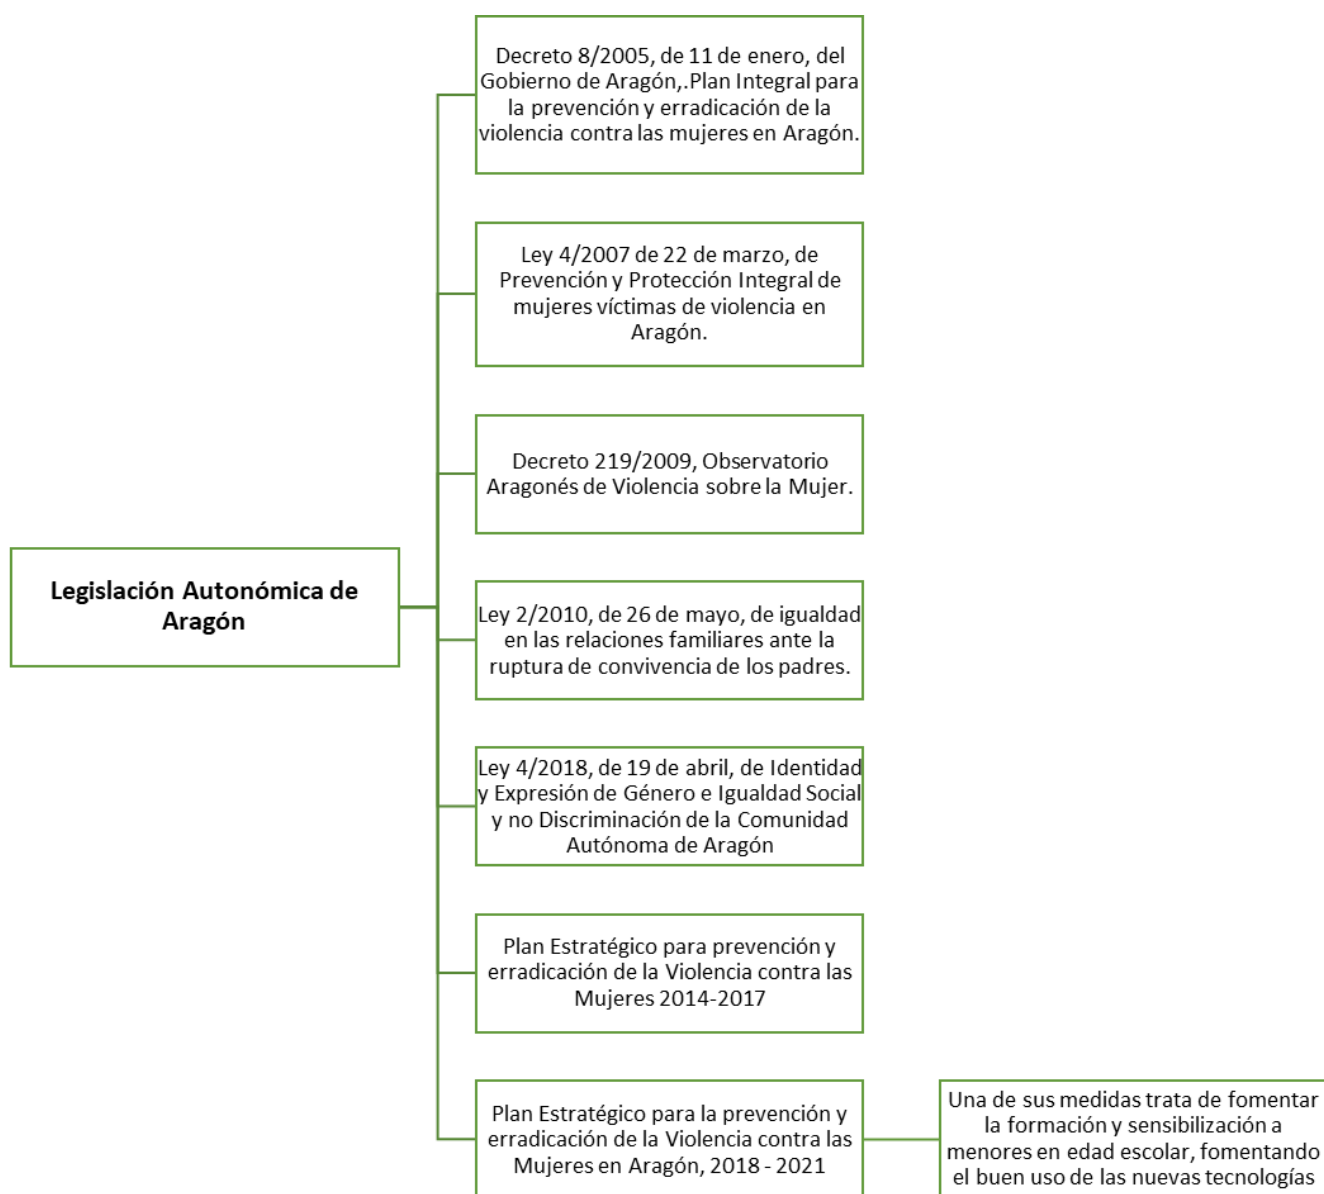 Decreto 8/2005, de 11 de enero, del
Gobierno de Aragón,.Plan Integral para
la prevención y erradicación de la
violencia contra las mujeres en Aragón.
Ley 4/2007 de 22 de marzo, de
Prevención y Protección Integral de
mujeres víctimas de violencia en
Aragón.
Decreto 219/2009, Observatorio
Aragonés de Violencia sobre la Mujer.
Legislación Autonómica de
Aragón
Ley 2/2010, de 26 de mayo, de igualdad
en las relaciones familiares ante la
ruptura de convivencia de los padres.
Ley 4/2018, de 19 de abril, de Identidad
y Expresión de Género e Igualdad Social
y no Discriminación de la Comunidad
Autónoma de Aragón
Plan Estratégico para prevención y
erradicación de la Violencia contra las
Mujeres 2014-2017
Plan Estratégico para la prevención y
erradicación de la Violencia contra las
Mujeres en Aragón, 2018 - 2021
Una de sus medidas trata de fomentar
la formación y sensibilización a
menores en edad escolar, fomentando
el buen uso de las nuevas tecnologías